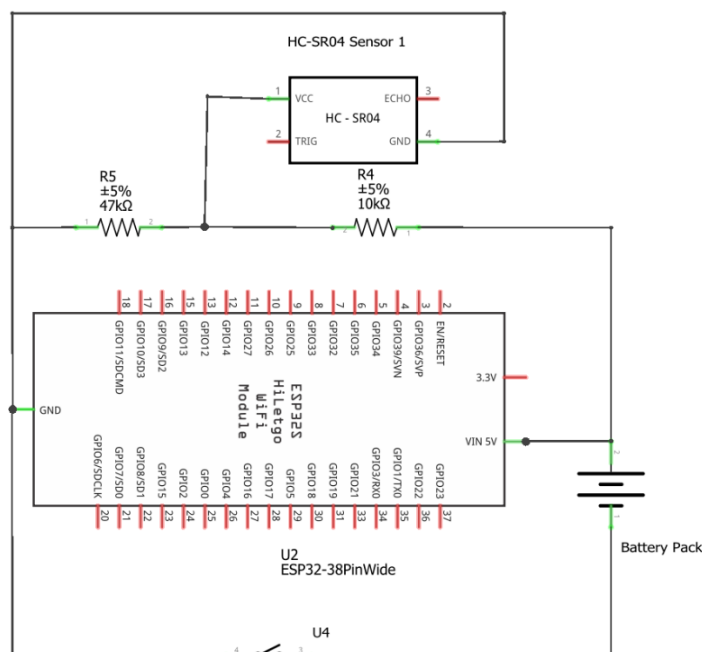 HC-SR04 Sensor 1
1
VCC
ECHO
3
HC - SR04
2
TRIG
GND
4
R5
±5%
47kΩ
R4
±5%
10kΩ
1
2
2
1
18
17
16
15
13
12
11
10
9
8
7
6
5
4
3
2
GPIO11/SDCMD
GPIO10/SD3
GPIO9/SD2
GPIO13
GPIO12
GPIO14
GPIO27
GPIO26
GPIO25
GPIO33
GPIO32
GPIO35
GPIO34
GPIO39/SVN
GPIO36/SVP
EN/RESET
3.3V
GND
ESP32S
HiLetgo
WiFi
Module
VIN 5V
2
GPIO6/SDCLK
GPIO7/SD0
GPIO8/SD1
GPIO15
GPIO2
GPIO0
GPIO4
GPIO16
GPIO17
GPIO5
GPIO18
GPIO19
GPIO21
GPIO3/RX0
GPIO1/TX0
GPIO22
GPIO23
20
21
22
23
24
25
26
27
28
29
30
31
33
34
35
36
37
1
Battery Pack
U2
ESP32-38PinWide
U4
4
3